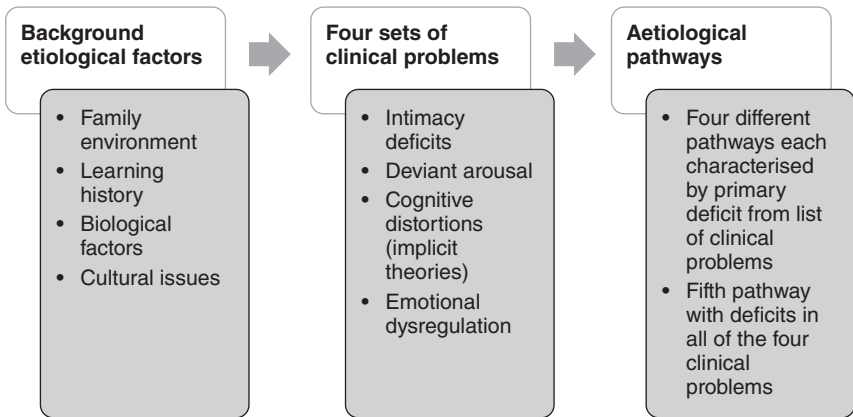 Background
etiological factors
• Family
environment
• Learning
history
• Biological
factors
• Cultural issues
Four sets of
clinical problems
• Intimacy
deficits
• Deviant arousal
• Cognitive
distortions
(implicit
theories)
• Emotional
dysregulation
Aetiological
pathways
• Four different
pathways each
characterised
by primary
deficit from list
of clinical
problems
• Fifth pathway
with deficits in
all of the four
clinical
problems